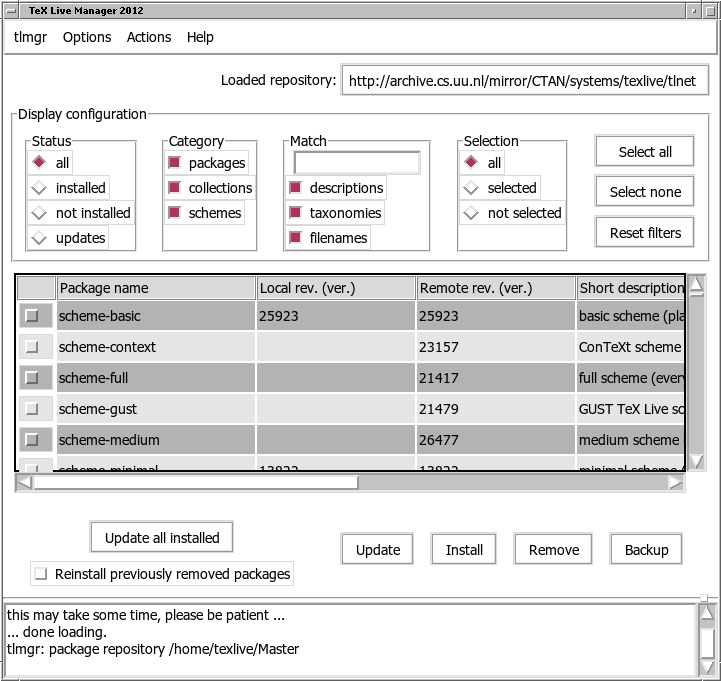 TeX Live Manager 2012
tlmgr Options Actions Help
Loaded repository: http://archive.cs.uu.nl/mirror/CTAN/systems/texlive/tlnet
Display configuration
Status
all
installed
not installed
updates
Category
packages
collections
schemes
Match
descriptions
taxonomies
filenames
Selection
all
selected
not selected
Select all
Select none
Reset filters
Package name Local rev. (ver.) Remote rev. (ver.) Short description
scheme-basic 25923 25923 basic scheme (pla
scheme-context 23157 ConTeXt scheme
scheme-full 21417 full scheme (every
scheme-gust 21479 GUST TeX Live sc
scheme-medium 26477 medium scheme (
scheme-minimal 13822 13822 minimal scheme
Update all installed
Reinstall previously removed packages
Update Install Remove Backup
this may take some time, please be patient ...
... done loading.
tlmgr: package repository /home/texlive/Master